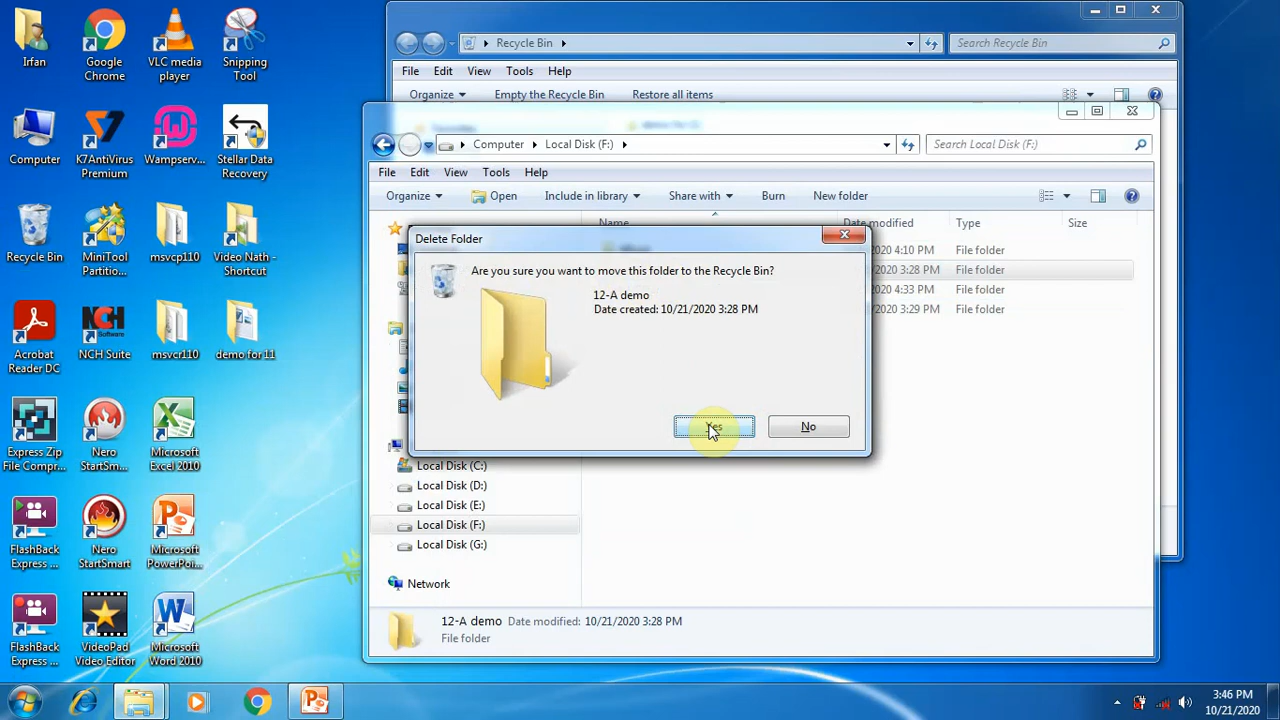 Irfan
Google
Chrome
VLC media
player
Snipping
Tool
Computer
K7AntiVirus
Premium
Wampserv...
Stellar Data
Recovery
Recycle Bin
MiniTool
Partitio...
msvcp110
Video Nath -
Shortcut
Acrobat
Reader DC
NCH Suite
msvcr110
demo for 11
Express Zip
File Compr...
Nero
StartSm...
Microsoft
Excel 2010
FlashBack
Express ...
Nero
StartSmart
Microsoft
PowerPoi...
FlashBack
Express ...
VideoPad
Video Editor
Microsoft
Word 2010
Recycle Bin
Search Recycle Bin
File Edit View Tools Help
Organize Empty the Recycle Bin Restore all items
Computer Local Disk (F:)
Search Local Disk (F:)
File Edit View Tools Help
Organize Open Include in library Share with Burn New folder
Name modified Type Size
2020 4:10 PM File folder
2020 3:28 PM File folder
2020 4:33 PM File folder
2020 3:29 PM File folder
Delete Folder
Are you sure you want to move this folder to the Recycle Bin?
12-A demo
Date created: 10/21/2020 3:28 PM
Yes No
Local Disk (C:)
Local Disk (D:)
Local Disk (E:)
Local Disk (F:)
Local Disk (G:)
Network
12-A demo Date modified: 10/21/2020 3:28 PM
File folder
3:46 PM
10/21/2020